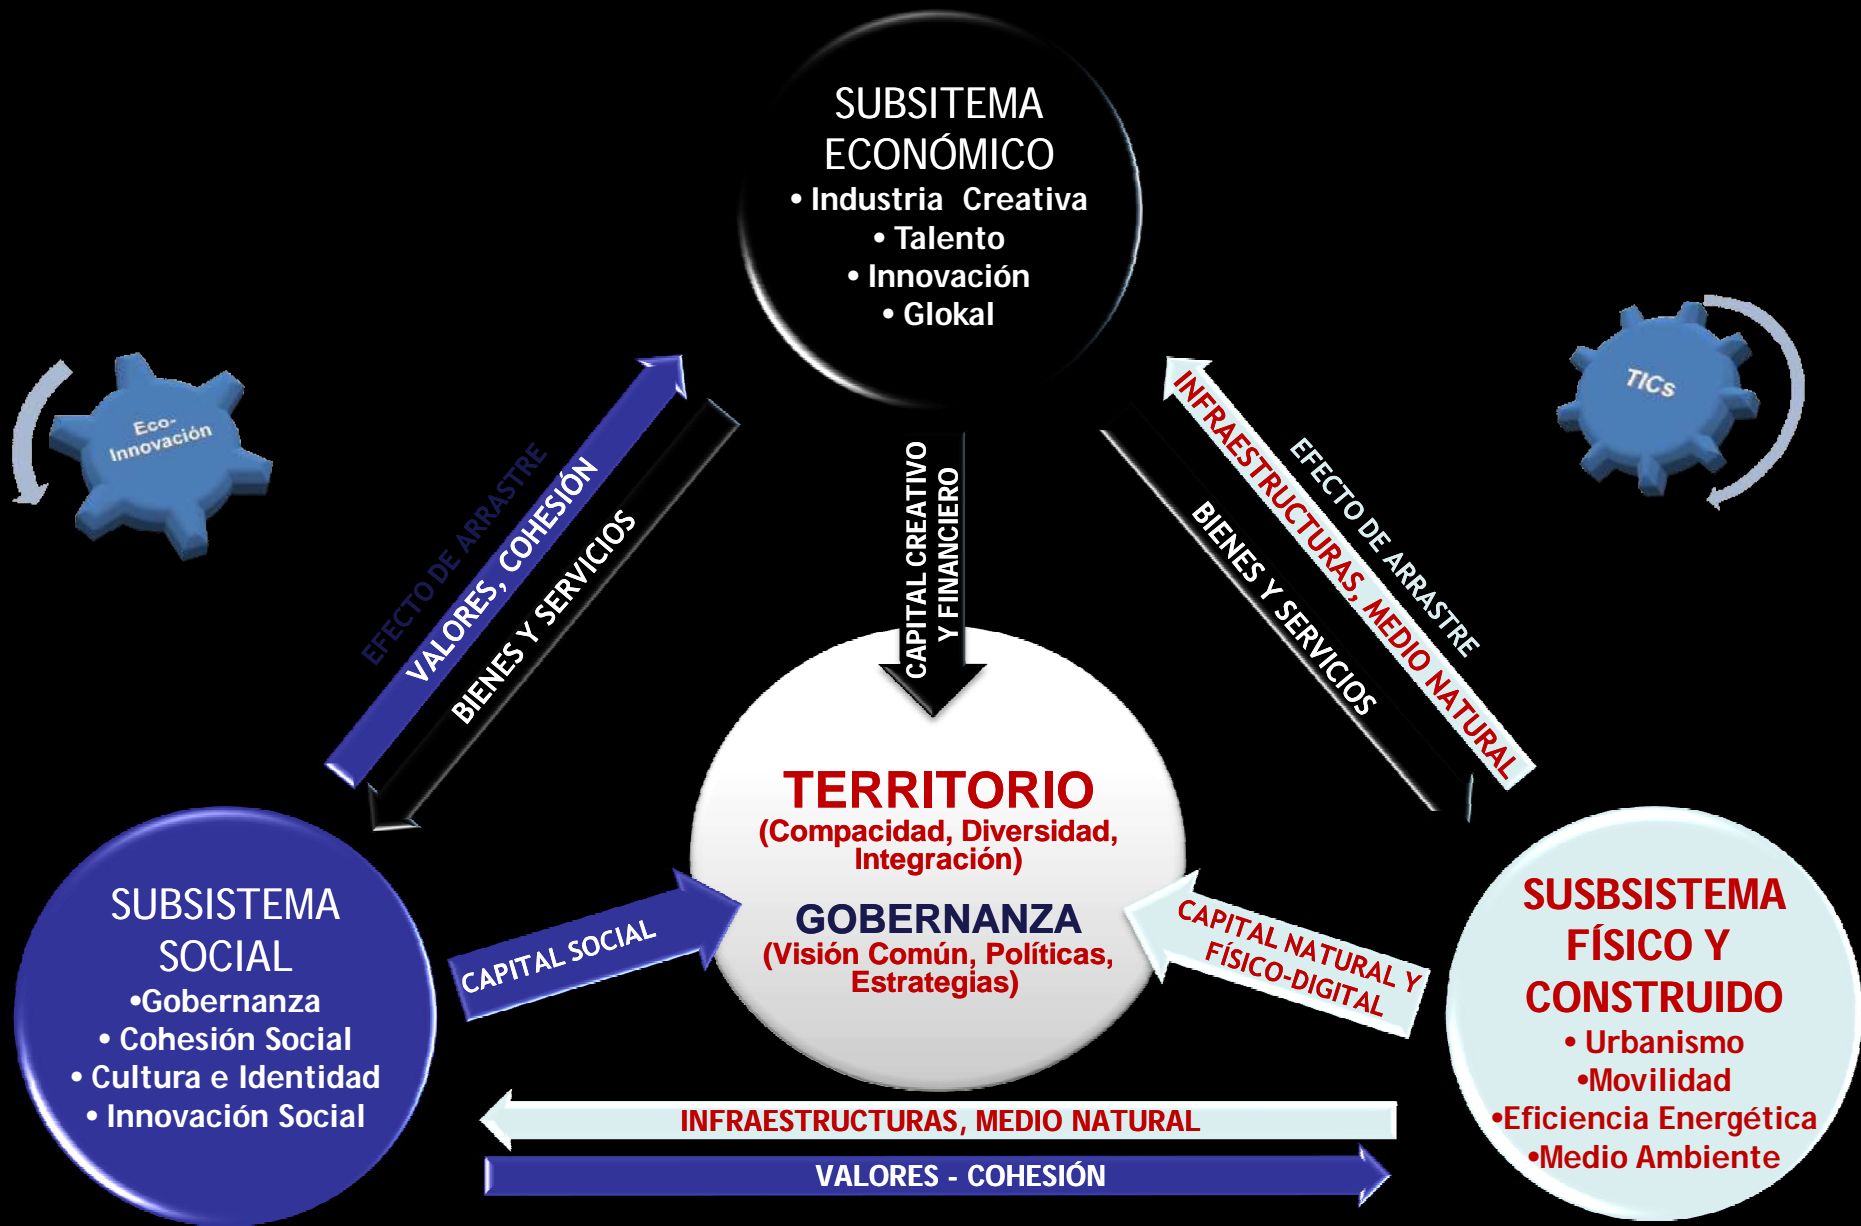 SUBSITEMA
ECONÓMICO
• Industria Creativa
• Talento
• Innovación
• Glokal
Eco-
Innovación
TICs
EFECTO DE ARRASTRE
VALORES, COHESIÓN
BIENES Y SERVICIOS
CAPITAL CREATIVO
Y FINANCIERO
BIENES Y SERVICIOS
INFRAESTRUCTURAS, MEDIO NATURAL
EFECTO DE ARRASTRE
TERRITORIO
(Compacidad, Diversidad,
Integración)
GOBERNANZA
(Visión Común, Políticas,
Estrategias)
SUBSISTEMA
SOCIAL
•Gobernanza
• Cohesión Social
• Cultura e Identidad
• Innovación Social
CAPITAL SOCIAL
CAPITAL NATURAL Y
FÍSICO-DIGITAL
SUSBSISTEMA
FÍSICO Y
CONSTRUIDO
• Urbanismo
•Movilidad
•Eficiencia Energética
•Medio Ambiente
INFRAESTRUCTURAS, MEDIO NATURAL
VALORES - COHESIÓN